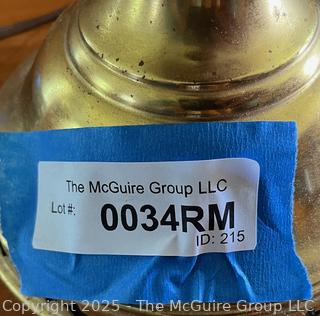 The McGuire Group LLC
Lot #: 0034RM
ID: 215
Copyright 2025 - The McGuire Group LLC